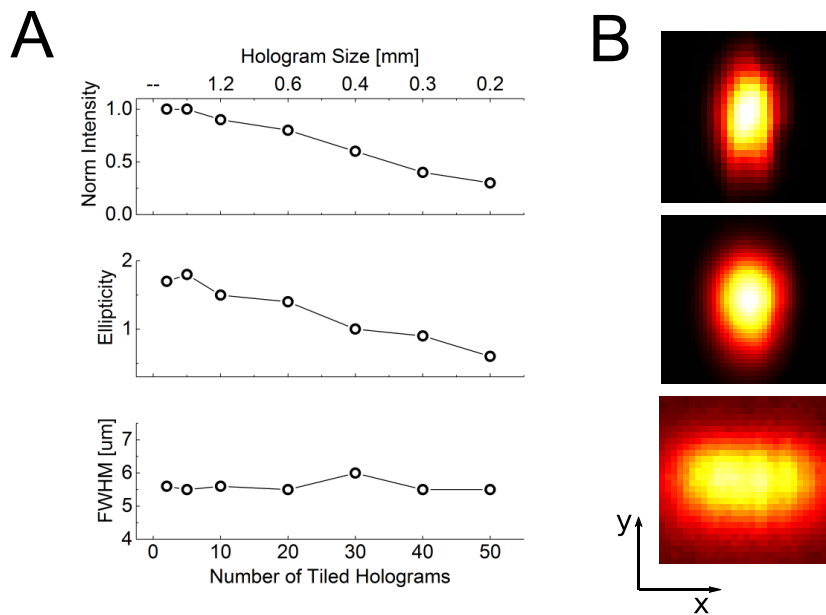 A
B
Hologram Size [mm]
-- 1.2 0.6 0.4 0.3 0.2
Norm Intensity
1.0
0.5
0.0
Ellipticity
2
1
FWHM [um]
7
6
5
4
0 10 20 30 40 50
Number of Tiled Holograms
y
x